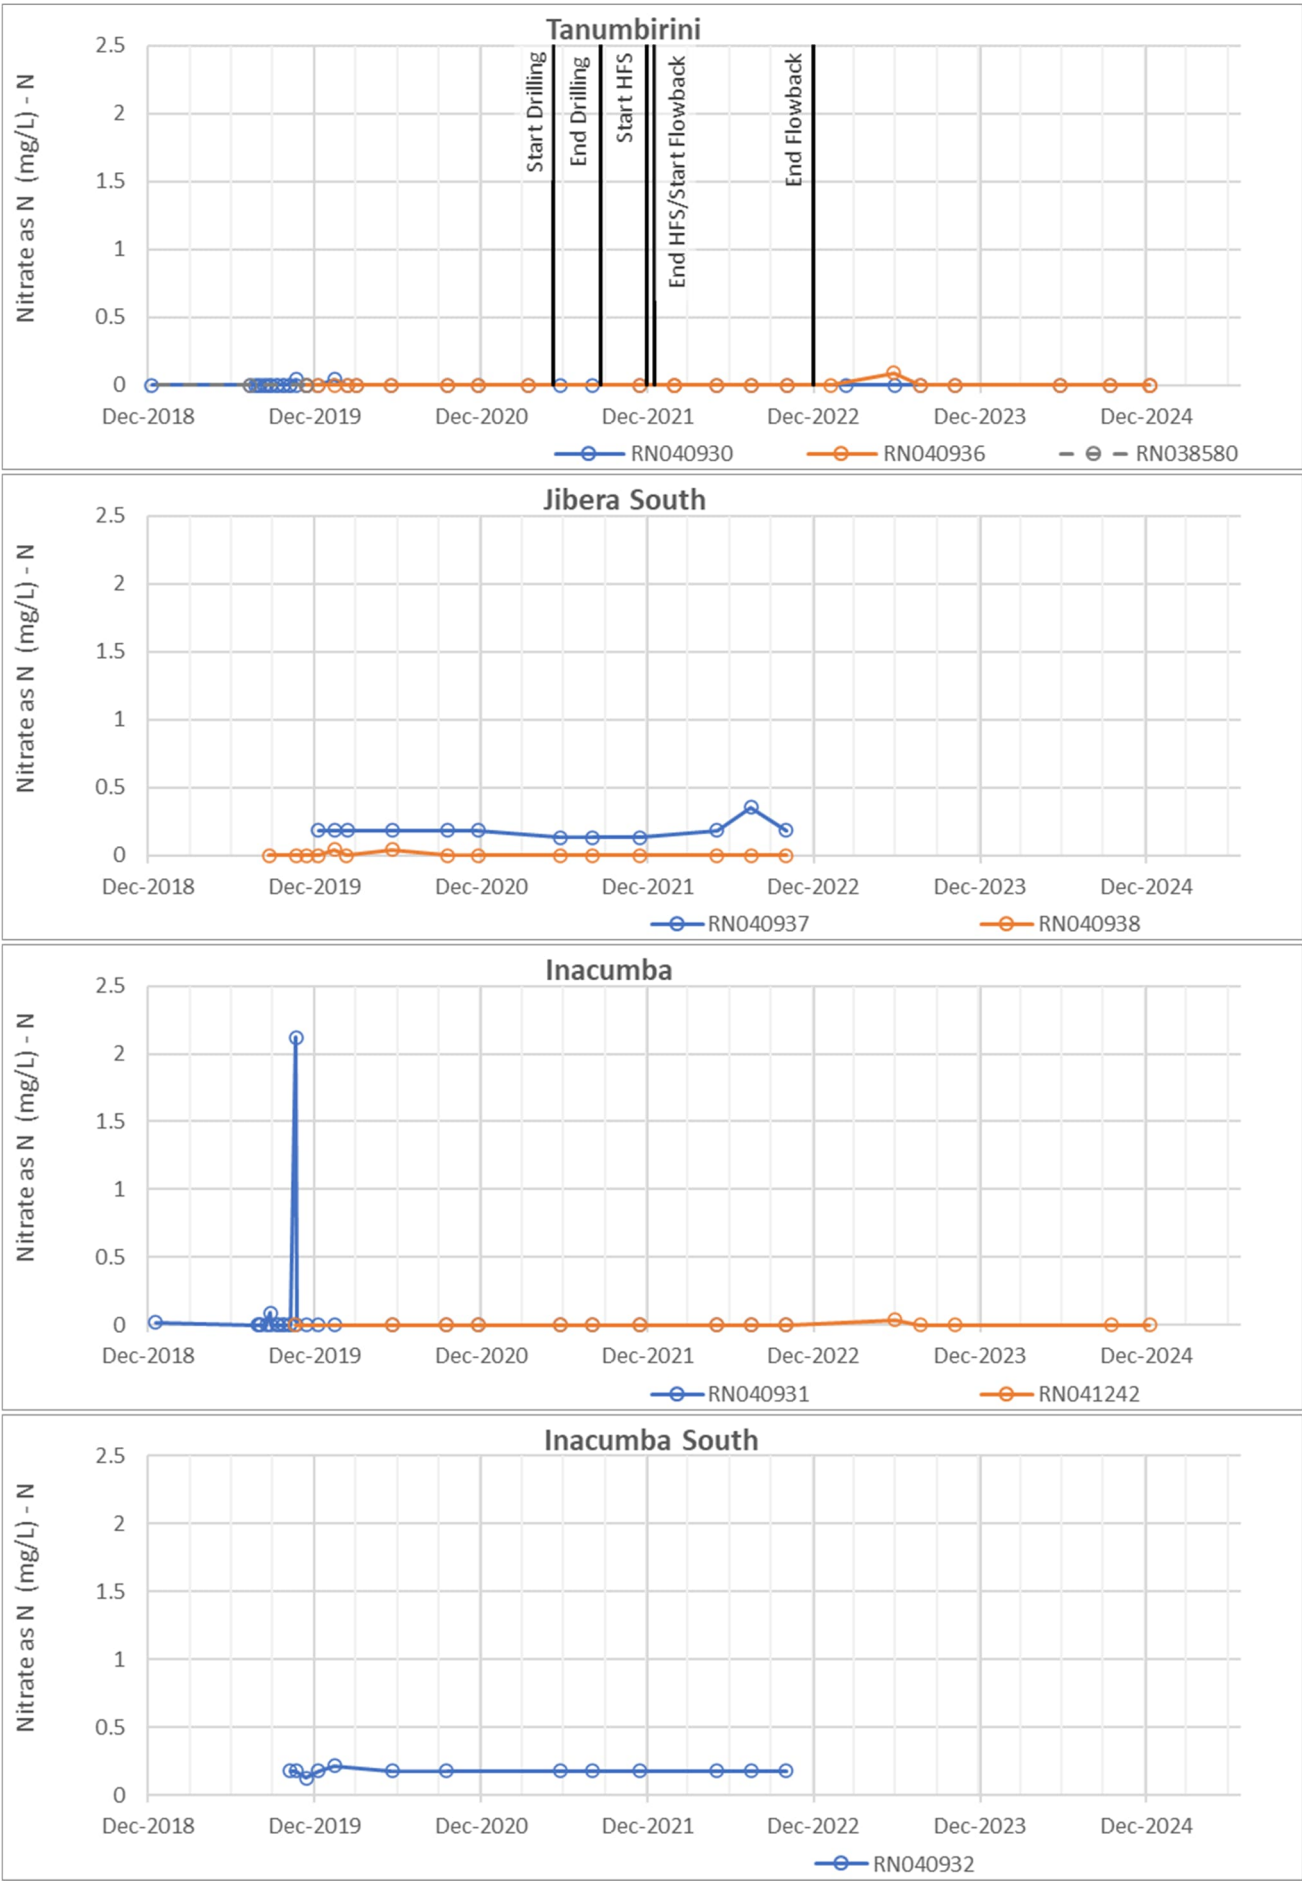 Tanumbirini
Nitrate as N (mg/L) - N
2.5
2
1.5
1
0.5
0
Start Drilling
End Drilling
Start HFS
End HFS/Start Flowback
End Flowback
Dec-2018 Dec-2019 Dec-2020 Dec-2021 Dec-2022 Dec-2023 Dec-2024
RN040930 RN040936 RN038580
Jibera South
Nitrate as N (mg/L) - N
2.5
2
1.5
1
0.5
0
Dec-2018 Dec-2019 Dec-2020 Dec-2021 Dec-2022 Dec-2023 Dec-2024
RN040937 RN040938
Inacumba
Nitrate as N (mg/L) - N
2.5
2
1.5
1
0.5
0
Dec-2018 Dec-2019 Dec-2020 Dec-2021 Dec-2022 Dec-2023 Dec-2024
RN040931 RN041242
Inacumba South
Nitrate as N (mg/L) - N
2.5
2
1.5
1
0.5
0
Dec-2018 Dec-2019 Dec-2020 Dec-2021 Dec-2022 Dec-2023 Dec-2024
RN040932